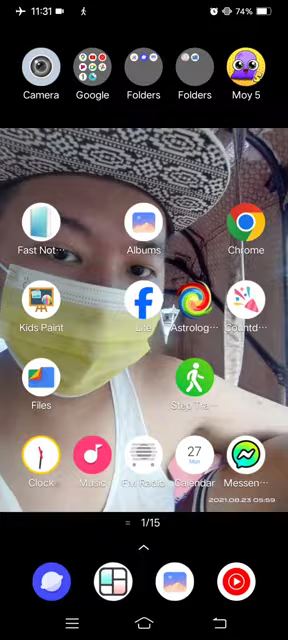 11:31
74%
Camera
Google
Folders
Folders
Moy 5
Fast Not···
Albums
Chrome
Kids Paint
Lite
Astrolog···
Countd···
Files
Step Tra···
27
Mon
Clock
Music
FM Radio
Calendar
Messen···
2021.08.23 05:59
1/15